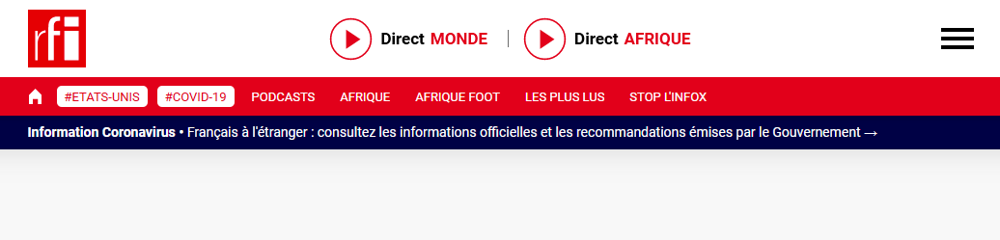 rfi
Direct MONDE Direct AFRIQUE
#ETATS-UNIS #COVID-19 PODCASTS AFRIQUE AFRIQUE FOOT LES PLUS LUS STOP L'INFOX
Information Coronavirus • Français à l'étranger : consultez les informations officielles et les recommandations émises par le Gouvernement →